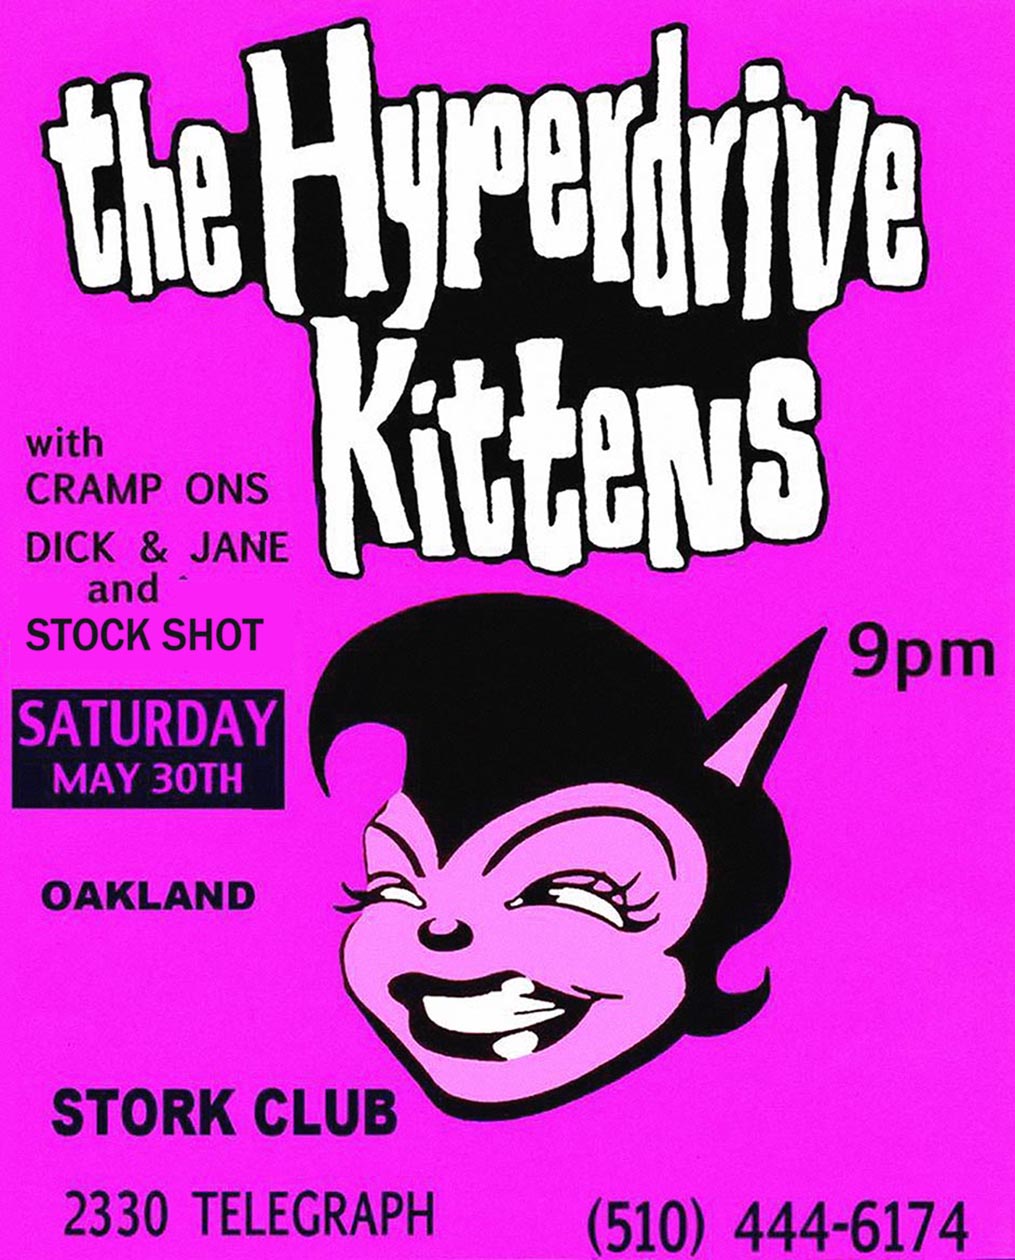 the Hyperdrive
Kittens
with
CRAMP ONS
DICK & JANE
and
STOCK SHOT
9pm
SATURDAY
MAY 30TH
OAKLAND
STORK CLUB
2330 TELEGRAPH
(510) 444-6174